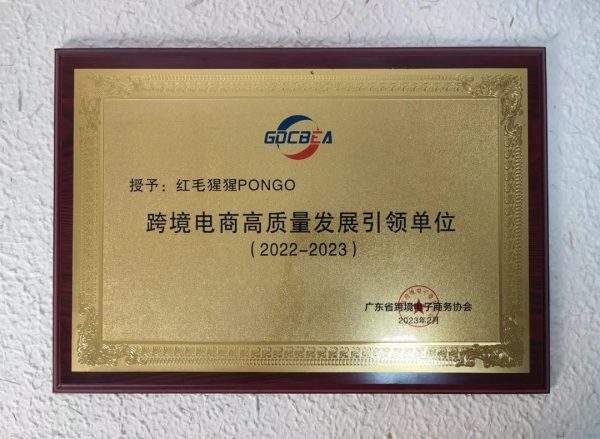 GDCBEA
授予：红毛猩猩PONGO
跨境电商高质量发展引领单位
（2022-2023）
广东省跨境电子商务协会
2023年2月